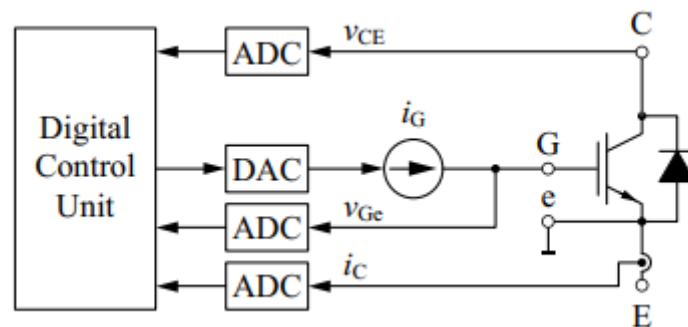 Digital
Control
Unit
ADC
vCE
C
DAC
iG
G
e
ADC
vGe
ADC
iC
E